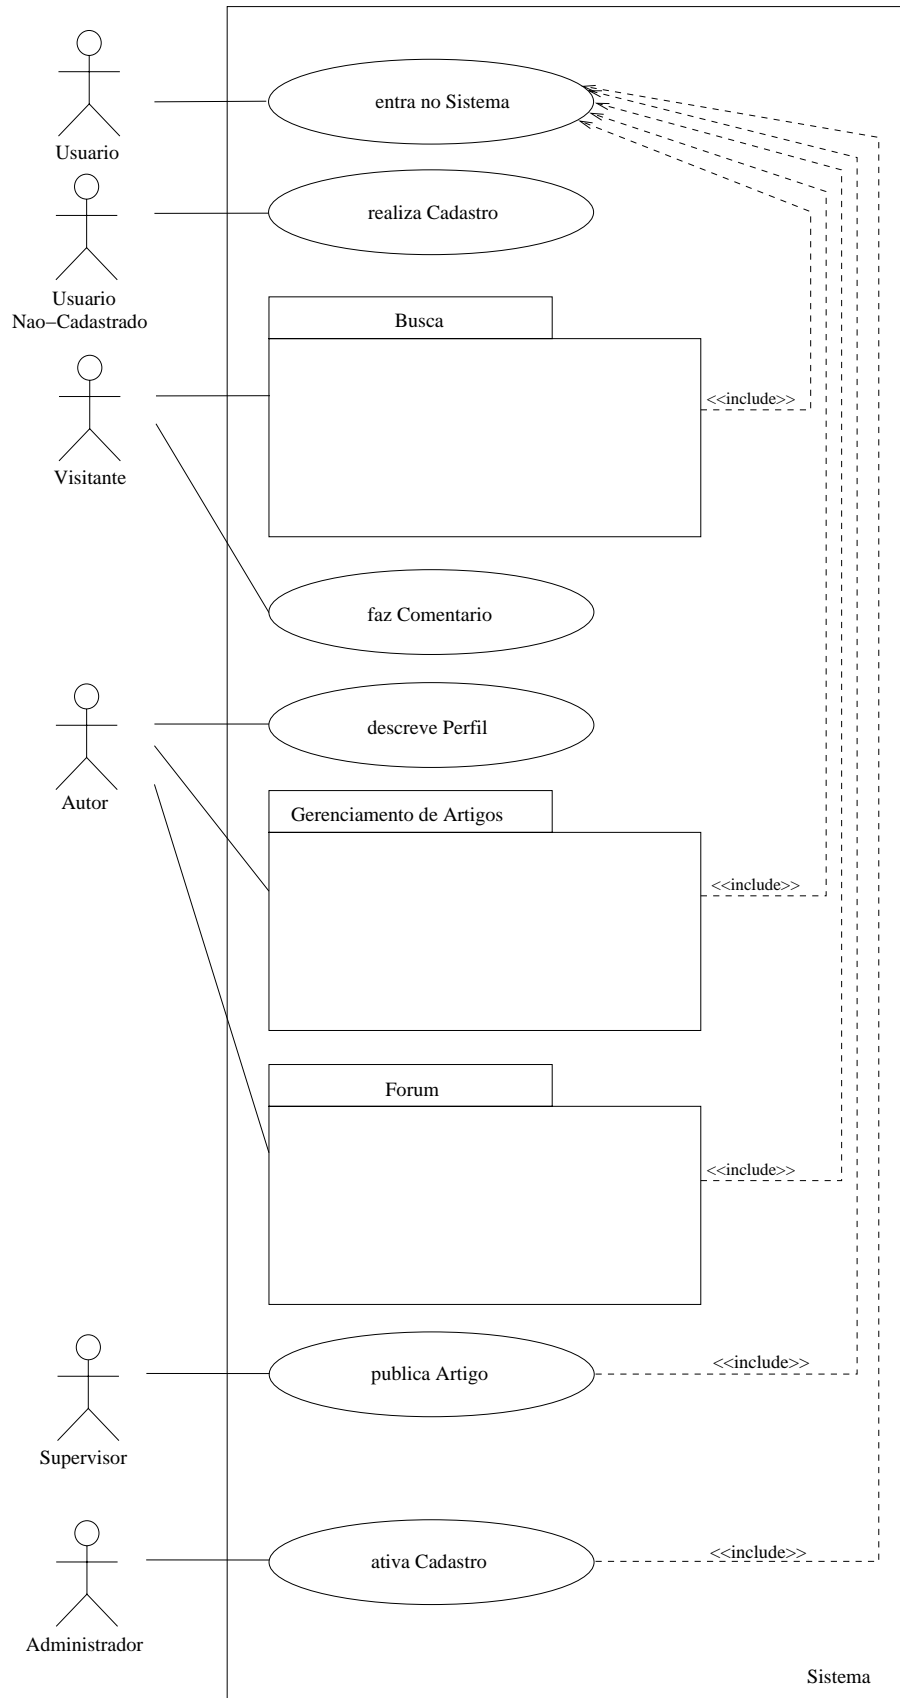 entra no Sistema
Usuario
realiza Cadastro
Usuario
Nao−Cadastrado
Busca
<<include>>
Visitante
faz Comentario
descreve Perfil
Autor
Gerenciamento de Artigos
<<include>>
Forum
<<include>>
publica Artigo
<<include>>
Supervisor
ativa Cadastro
<<include>>
Administrador
Sistema